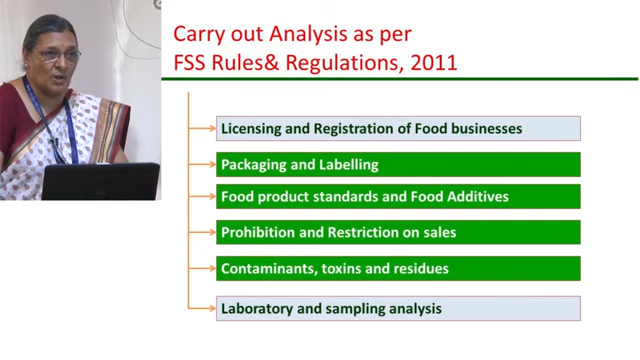 Carry out Analysis as per
FSS Rules& Regulations, 2011
Licensing and Registration of Food businesses
Packaging and Labelling
Food product standards and Food Additives
Prohibition and Restriction on sales
Contaminants, toxins and residues
Laboratory and sampling analysis